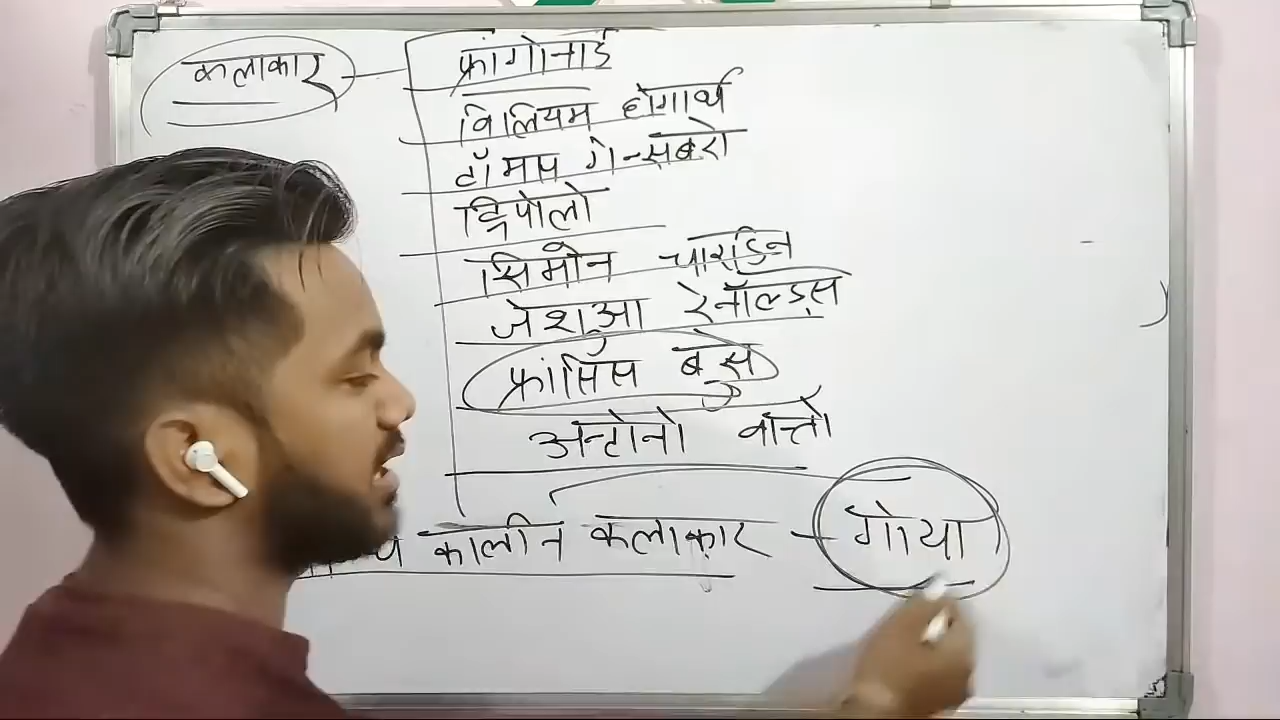 कलाकार
फ्रांगोनार्ड
विलियम होगार्थ
टॉमस गेन्सबरो
ट्रिपोलो
सिमोन चारडिन
जेशूआ रेनॉल्ड्स
फ्रांसिस बुस
अन्टोनो वात्तो
कालीन कलाकार - गोया